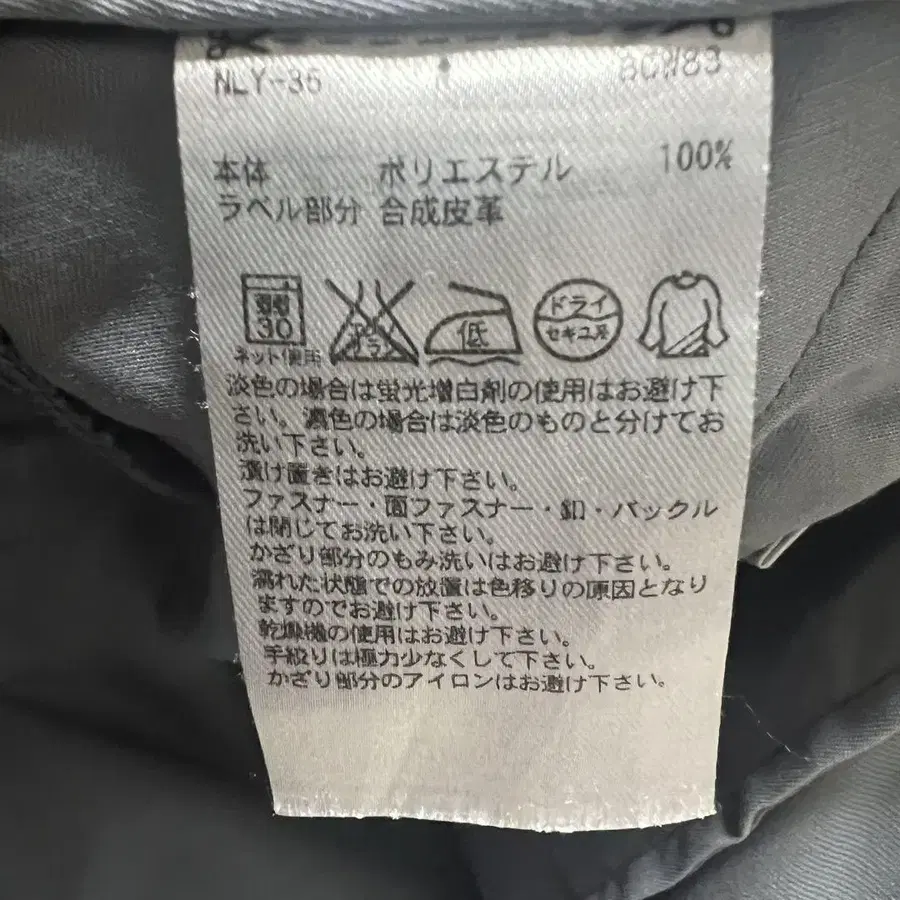 NLY-35
本体 ポリエステル 100%
ラベル部分 合成皮革
弱 30 低 ドライ セキユ系
ネット使用
淡色の場合は蛍光増白剤の使用はお避け下
さい。濃色の場合は淡色のものと分けてお
洗い下さい。
漬け置きはお避け下さい。
ファスナー・面ファスナー・釦・バックル
は閉じてお洗い下さい。
かざり部分のもみ洗いはお避け下さい。
濡れた状態での放置は色移りの原因となり
ますのでお避け下さい。
乾燥機の使用はお避け下さい。
手絞りは極力少なくして下さい。
かざり部分のアイロンはお避け下さい。